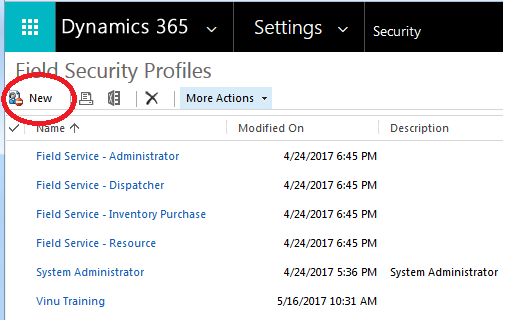 Dynamics 365 Settings Security
Field Security Profiles
New More Actions
Name Modified On Description
Field Service - Administrator 4/24/2017 6:45 PM
Field Service - Dispatcher 4/24/2017 6:45 PM
Field Service - Inventory Purchase 4/24/2017 6:45 PM
Field Service - Resource 4/24/2017 6:45 PM
System Administrator 4/24/2017 5:36 PM System Administrator
Vinu Training 5/16/2017 10:31 AM